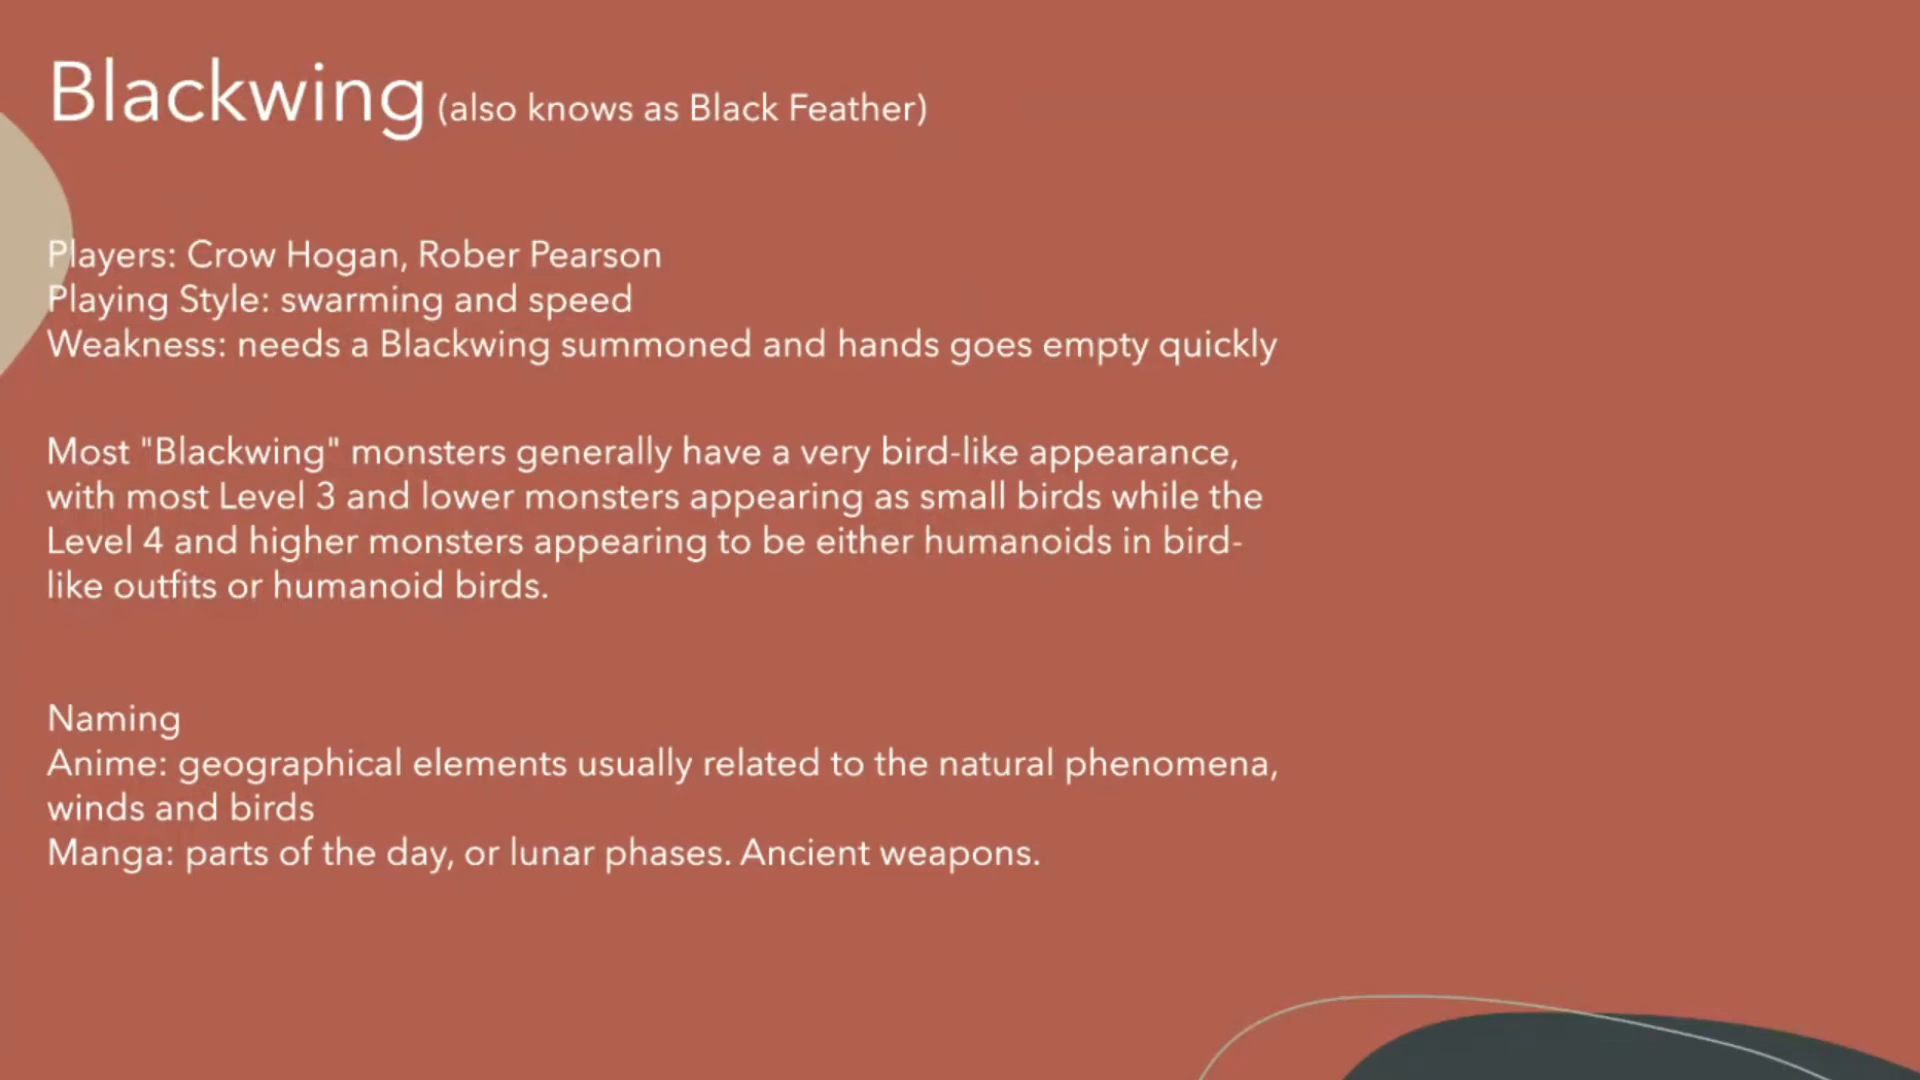 Blackwing (also knows as Black Feather)
Players: Crow Hogan, Rober Pearson
Playing Style: swarming and speed
Weakness: needs a Blackwing summoned and hands goes empty quickly
Most "Blackwing" monsters generally have a very bird-like appearance,
with most Level 3 and lower monsters appearing as small birds while the
Level 4 and higher monsters appearing to be either humanoids in bird-
like outfits or humanoid birds.
Naming
Anime: geographical elements usually related to the natural phenomena,
winds and birds
Manga: parts of the day, or lunar phases. Ancient weapons.